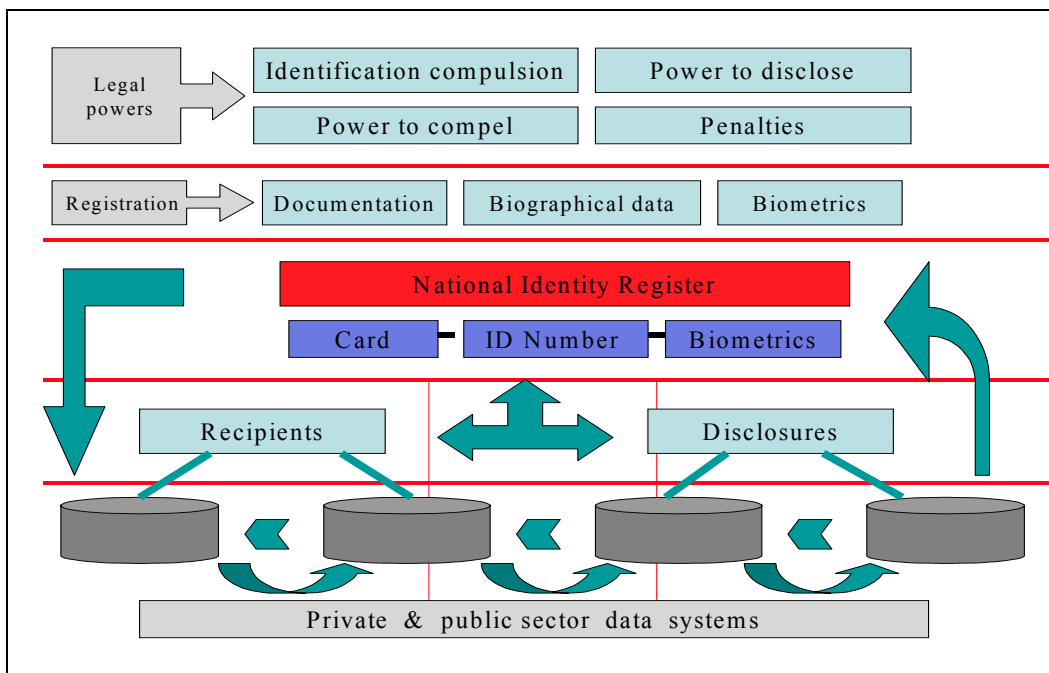 Legal
powers
Identification compulsion
Power to disclose
Power to compel
Penalties
Registration
Documentation
Biographical data
Biometrics
National Identity Register
Card
ID Number
Biometrics
Recipients
Disclosures
Private & public sector data systems